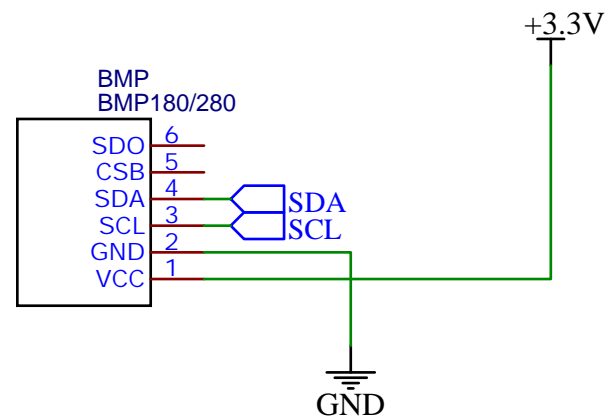 +3.3V
BMP
BMP180/280
SDO 6
CSB 5
SDA 4
SDA
SCL 3
SCL
GND 2
VCC 1
GND